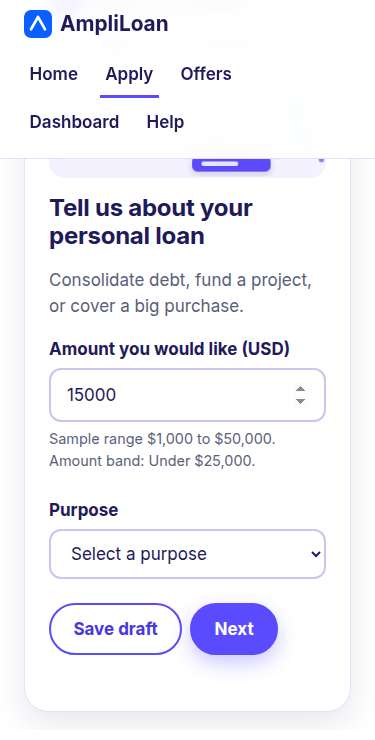 AmpliLoan
Home Apply Offers
Dashboard Help
Tell us about your
personal loan
Consolidate debt, fund a project,
or cover a big purchase.
Amount you would like (USD)
15000
Sample range $1,000 to $50,000.
Amount band: Under $25,000.
Purpose
Select a purpose
Save draft Next